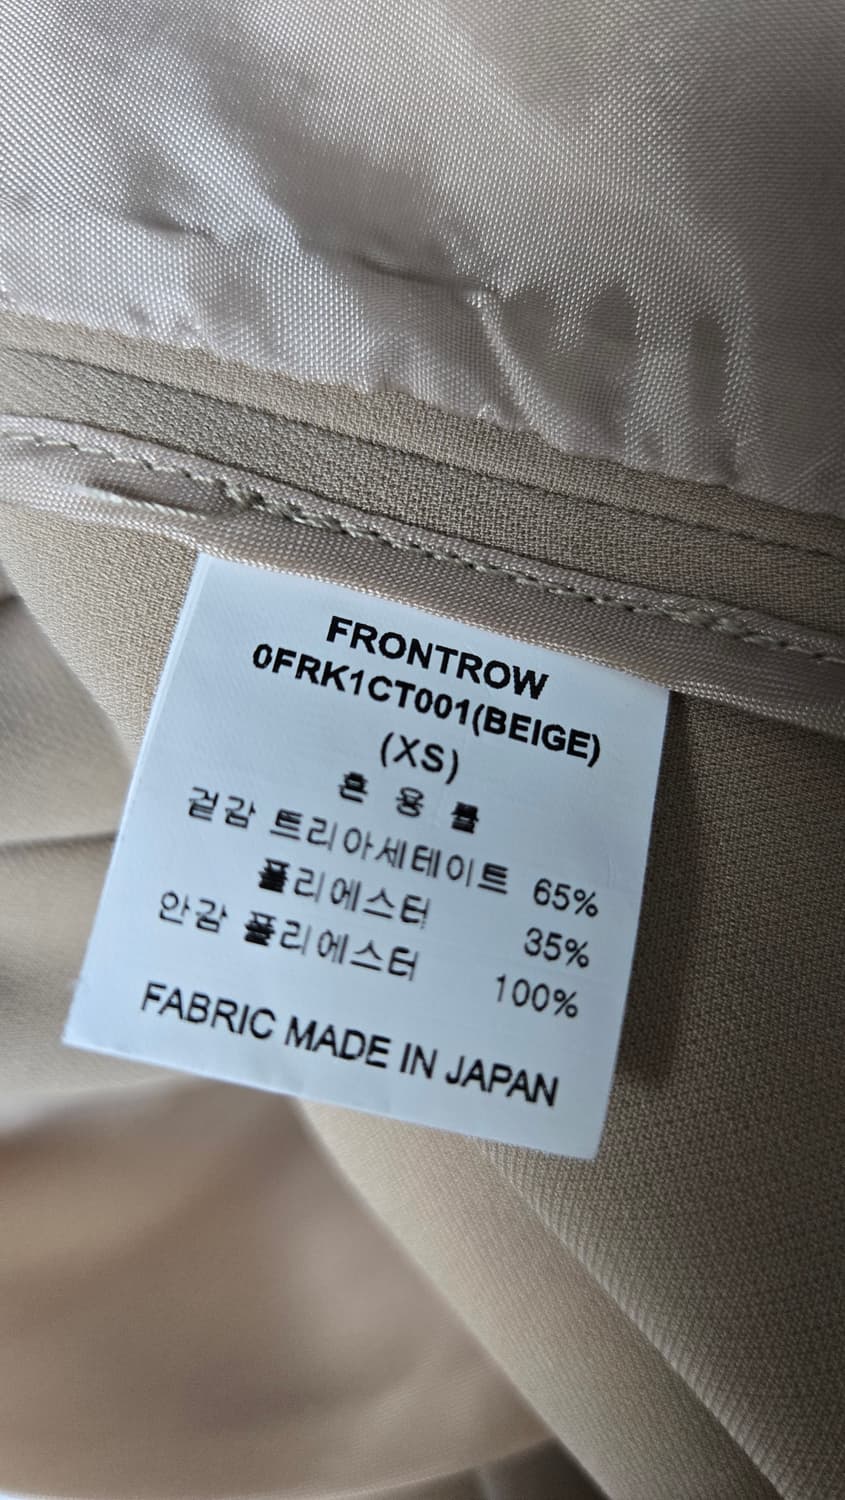 FRONTROW
0FRK1CT001(BEIGE)
(XS)
혼 용 률
겉감 트리아세테이트 65%
폴리에스터 35%
안감 폴리에스터 100%
FABRIC MADE IN JAPAN